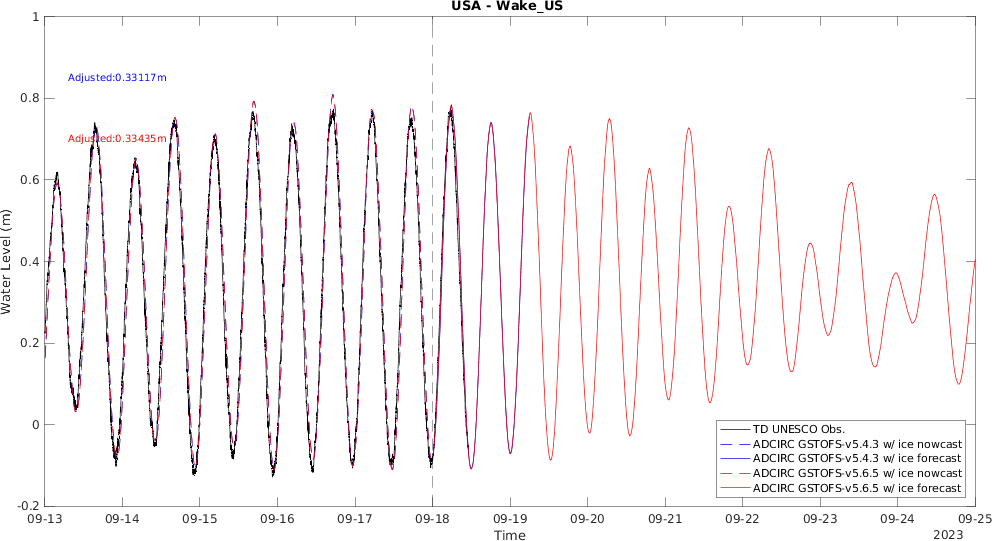 USA - Wake_US
Adjusted:0.33117m
Adjusted:0.33435m
Water Level (m)
1
0.8
0.6
0.4
0.2
0
-0.2
TD UNESCO Obs.
ADCIRC GSTOFS-v5.4.3 w/ ice nowcast
ADCIRC GSTOFS-v5.4.3 w/ ice forecast
ADCIRC GSTOFS-v5.6.5 w/ ice nowcast
ADCIRC GSTOFS-v5.6.5 w/ ice forecast
09-13 09-14 09-15 09-16 09-17 09-18 09-19 09-20 09-21 09-22 09-23 09-24 09-25
Time
2023